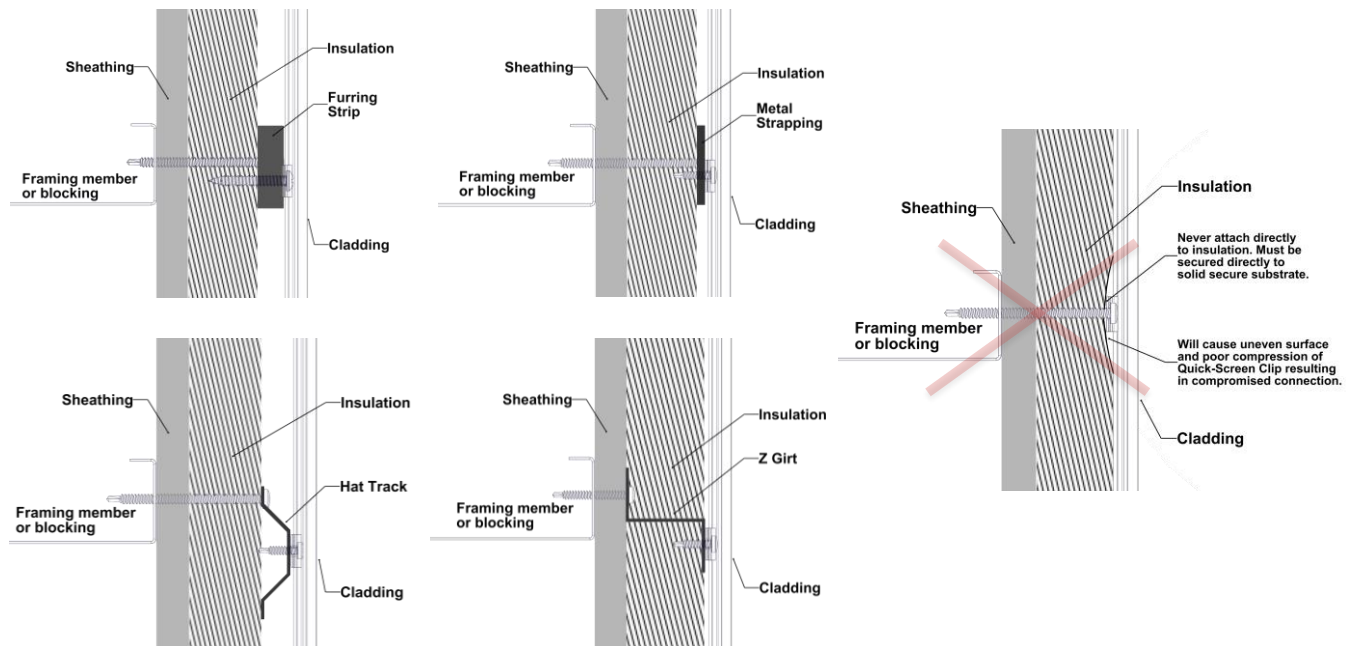 Sheathing
Insulation
Furring
Strip
Framing member
or blocking
Cladding
Sheathing
Insulation
Metal
Strapping
Framing member
or blocking
Cladding
Sheathing
Insulation
Hat Track
Framing member
or blocking
Cladding
Sheathing
Insulation
Z Girt
Framing member
or blocking
Cladding
Insulation
Sheathing
Never attach directly
to insulation. Must be
secured directly to
solid secure substrate.
Framing member
or blocking
Will cause uneven surface
and poor compression of
Quick-Screen Clip resulting
in compromised connection.
Cladding